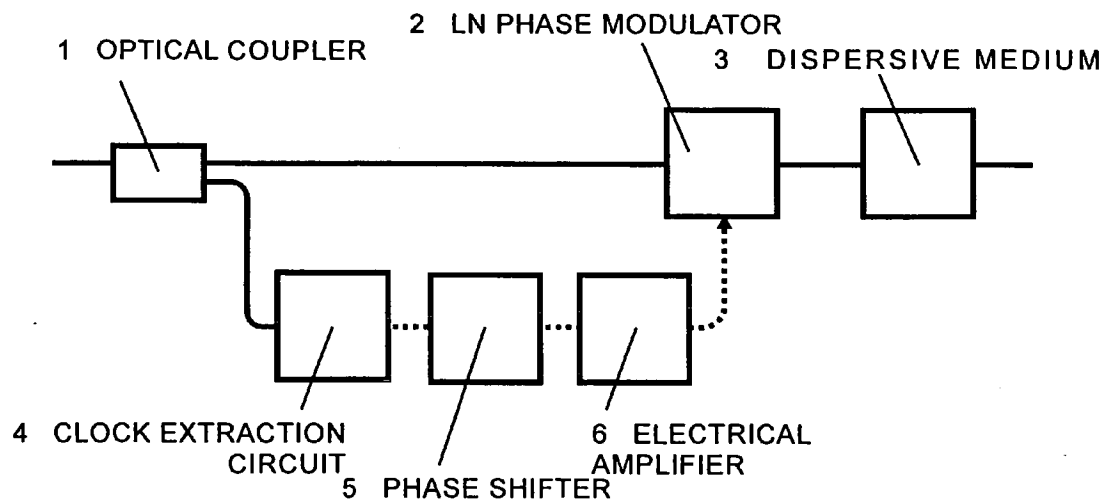 2 LN PHASE MODULATOR
1 OPTICAL COUPLER
3 DISPERSIVE MEDIUM
4 CLOCK EXTRACTION
CIRCUIT
5 PHASE SHIFTER
6 ELECTRICAL
AMPLIFIER